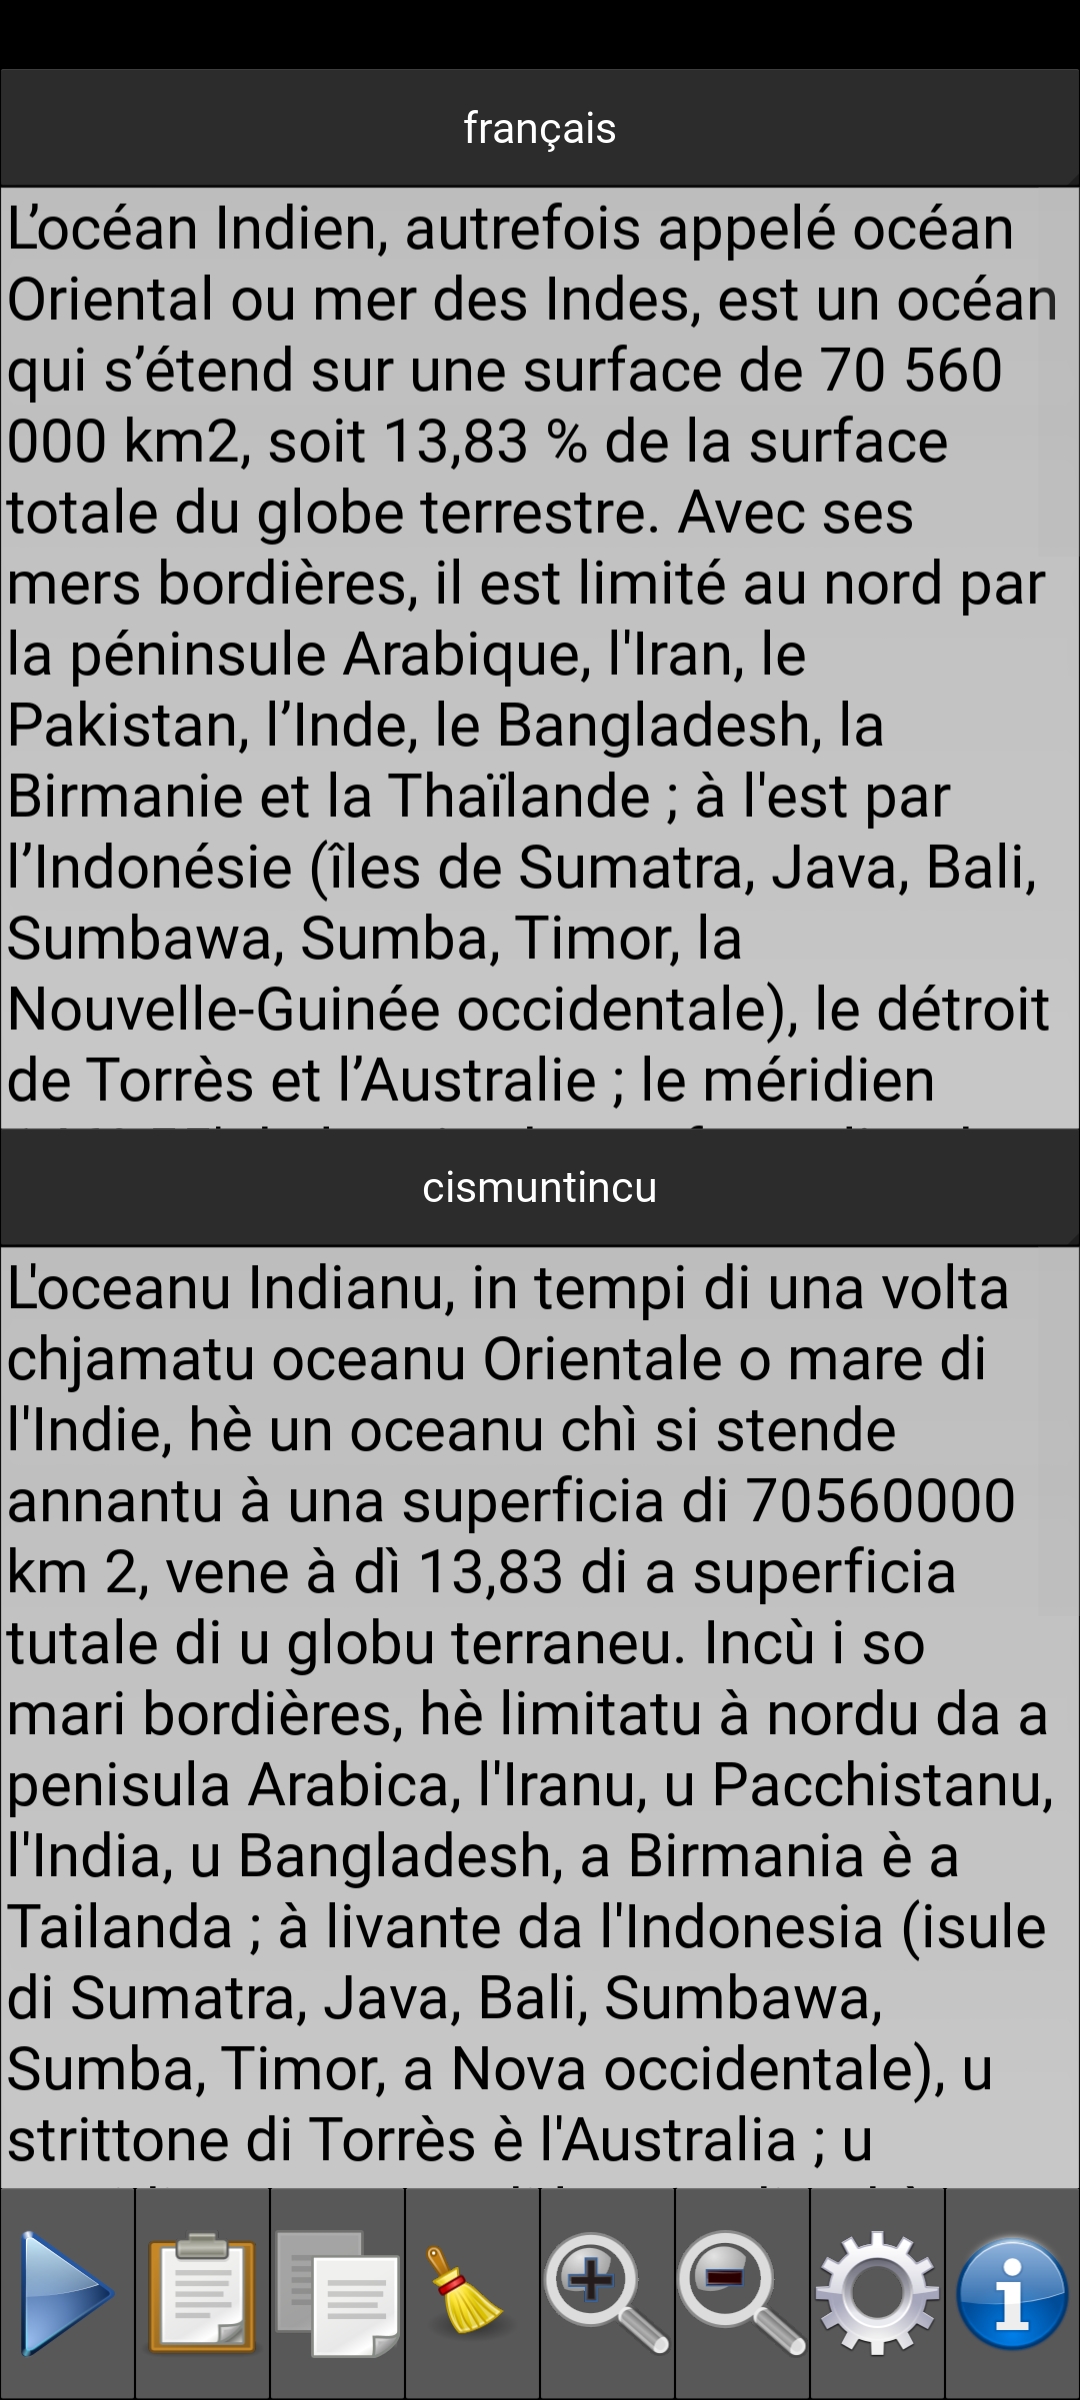 français
L’océan Indien, autrefois appelé océan
Oriental ou mer des Indes, est un océan
qui s’étend sur une surface de 70 560
000 km2, soit 13,83 % de la surface
totale du globe terrestre. Avec ses
mers bordières, il est limité au nord par
la péninsule Arabique, l'Iran, le
Pakistan, l’Inde, le Bangladesh, la
Birmanie et la Thaïlande ; à l'est par
l’Indonésie (îles de Sumatra, Java, Bali,
Sumbawa, Sumba, Timor, la
Nouvelle-Guinée occidentale), le détroit
de Torrès et l’Australie ; le méridien
cismuntincu
L'oceanu Indianu, in tempi di una volta
chjamatu oceanu Orientale o mare di
l'Indie, hè un oceanu chì si stende
annantu à una superficia di 70560000
km 2, vene à dì 13,83 di a superficia
tutale di u globu terraneu. Incù i so
mari bordières, hè limitatu à nordu da a
penisula Arabica, l'Iranu, u Pacchistanu,
l'India, u Bangladesh, a Birmania è a
Tailanda ; à livante da l'Indonesia (isule
di Sumatra, Java, Bali, Sumbawa,
Sumba, Timor, a Nova occidentale), u
strittone di Torrès è l'Australia ; u